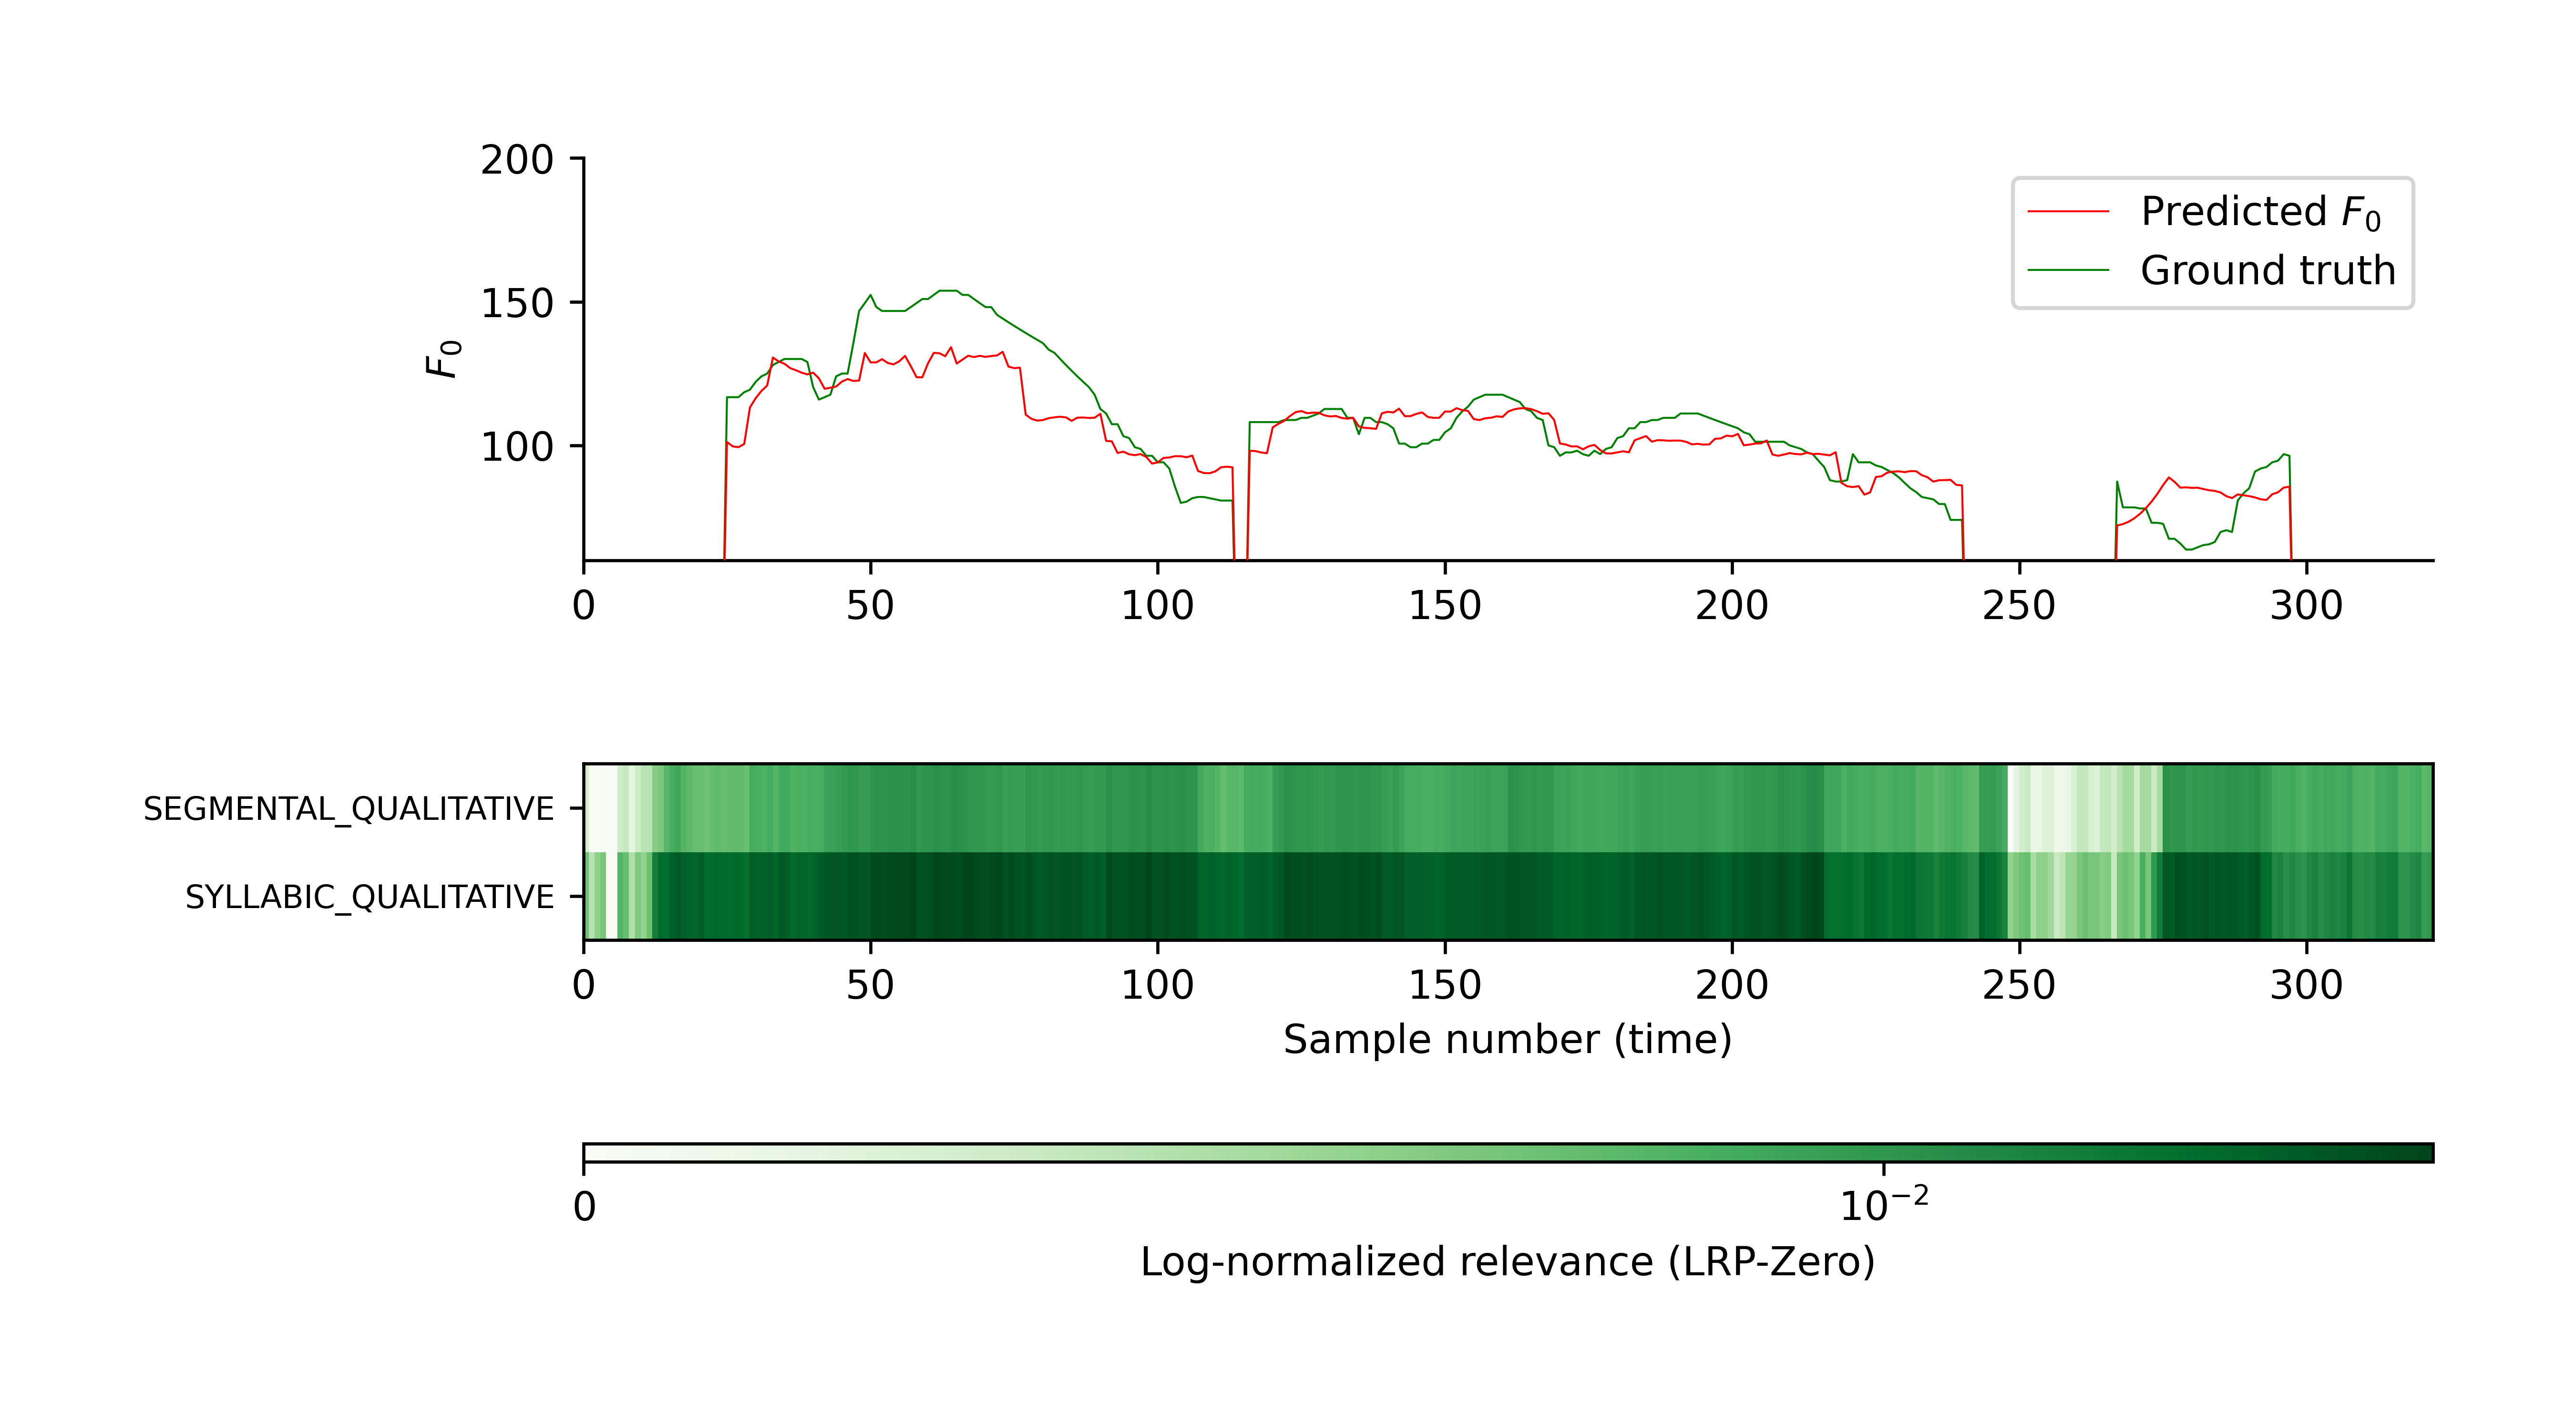 200
150
100
F0
Predicted F0
Ground truth
0 50 100 150 200 250 300
SEGMENTAL_QUALITATIVE
SYLLABIC_QUALITATIVE
0 50 100 150 200 250 300
Sample number (time)
0 10−2
Log-normalized relevance (LRP-Zero)